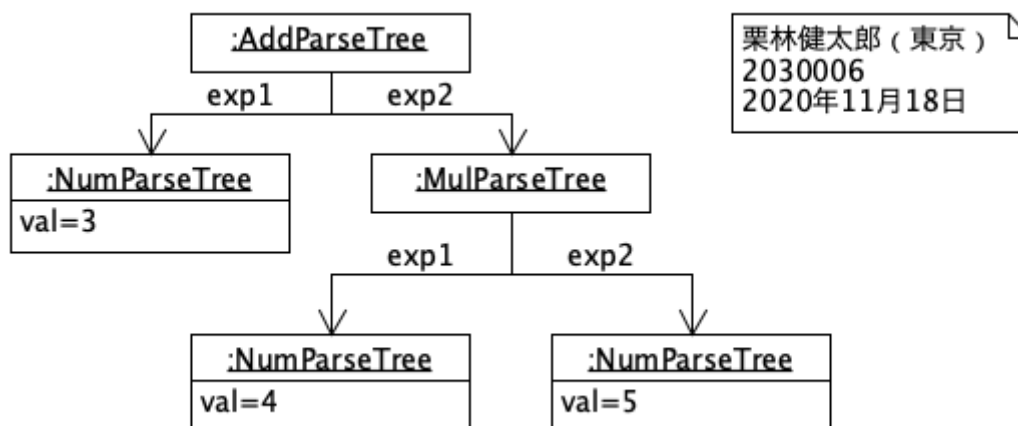 :AddParseTree
栗林健太郎（東京）
2030006
2020年11月18日
exp1 exp2
:NumParseTree
val=3
:MulParseTree
exp1 exp2
:NumParseTree
val=4
:NumParseTree
val=5